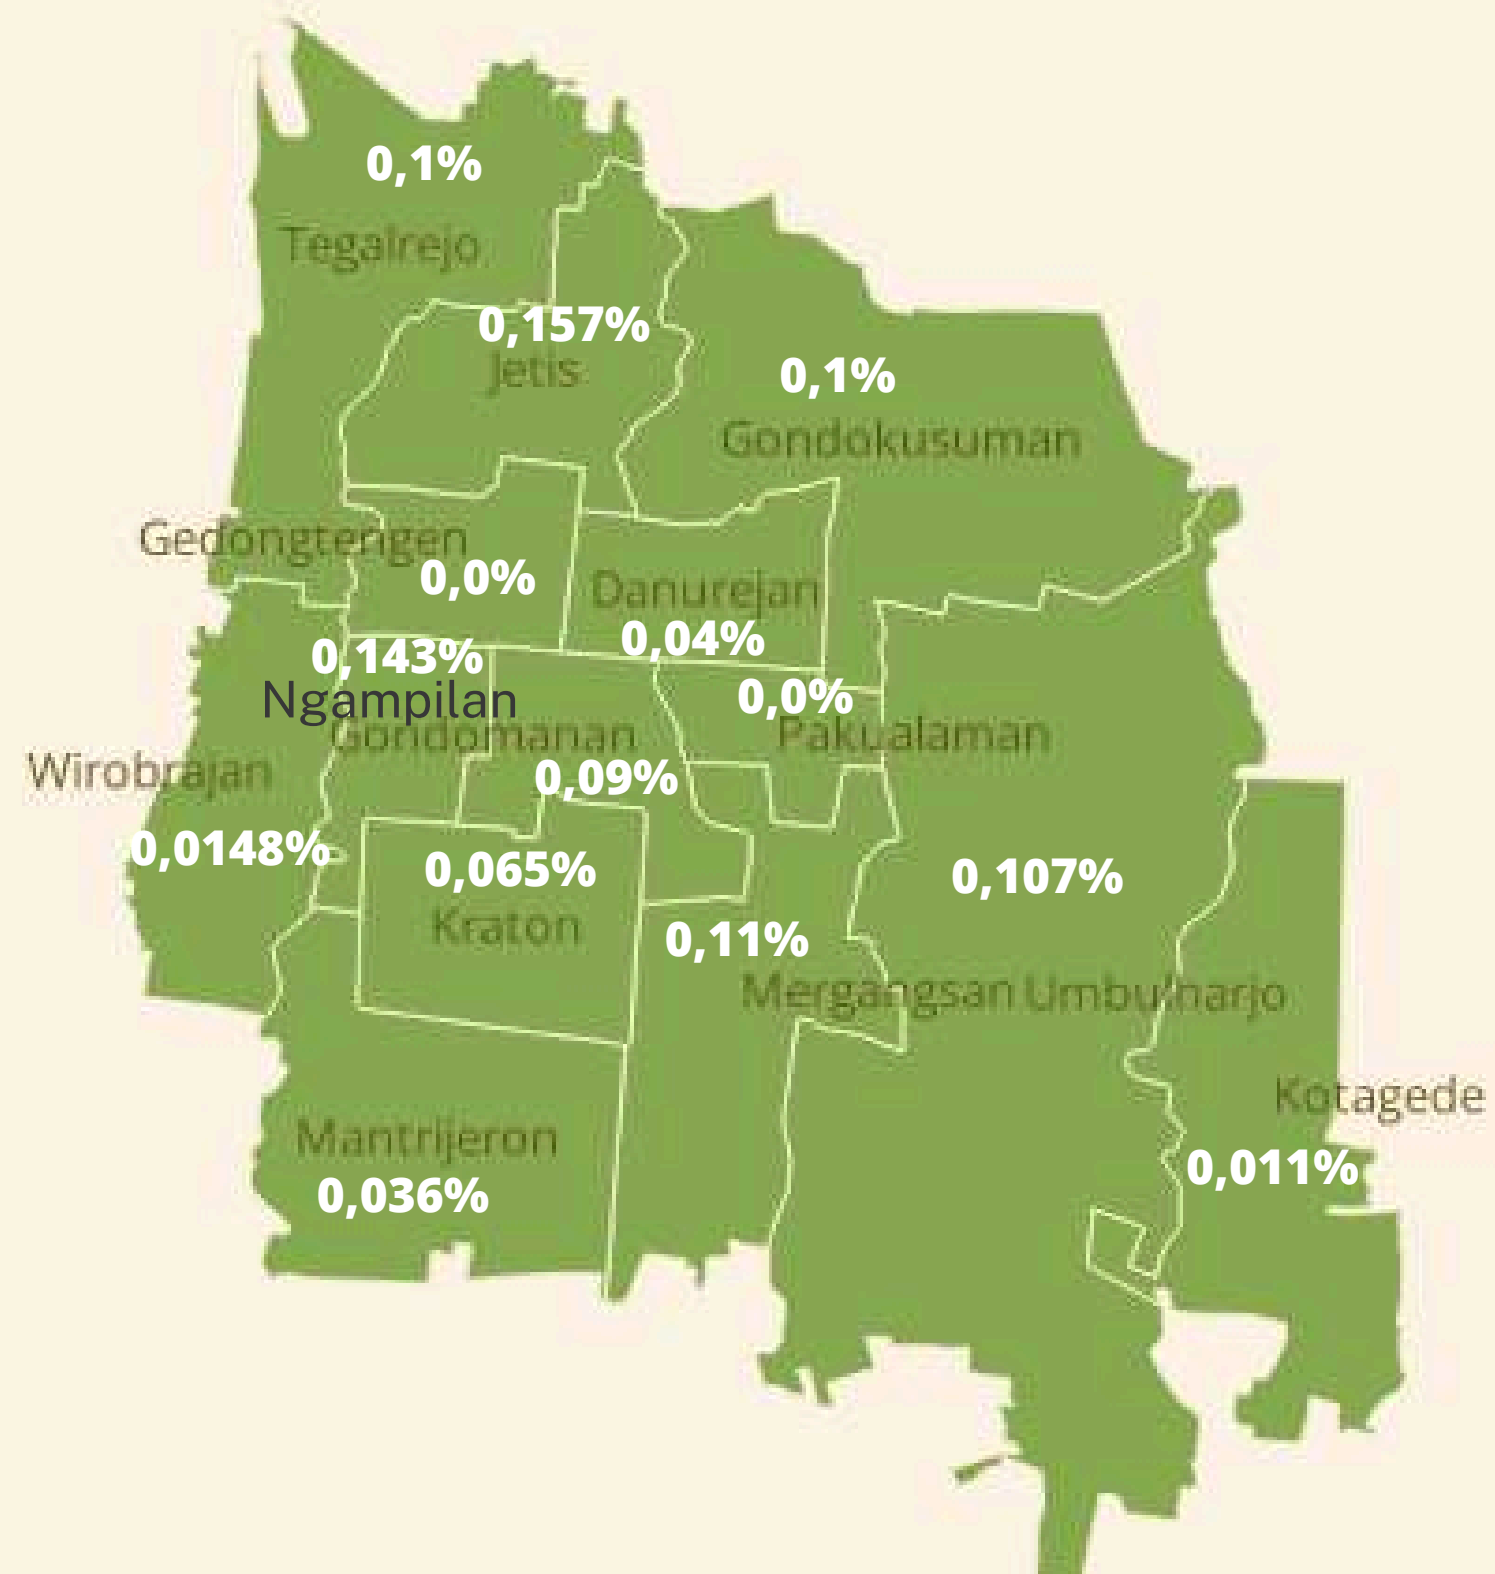 0,1%
Tegalrejo
0,157%
Jetis
0,1%
Gondokusuman
Gedongtengen
0,0%
Danurejan
0,04%
0,143%
Ngampilan
0,0%
Pakualaman
Gondomanan
0,09%
Wirobrajan
0,0148%
0,065%
Kraton
0,107%
0,11%
Mergangsan
Umbulharjo
Kotagede
0,011%
Mantrijeron
0,036%